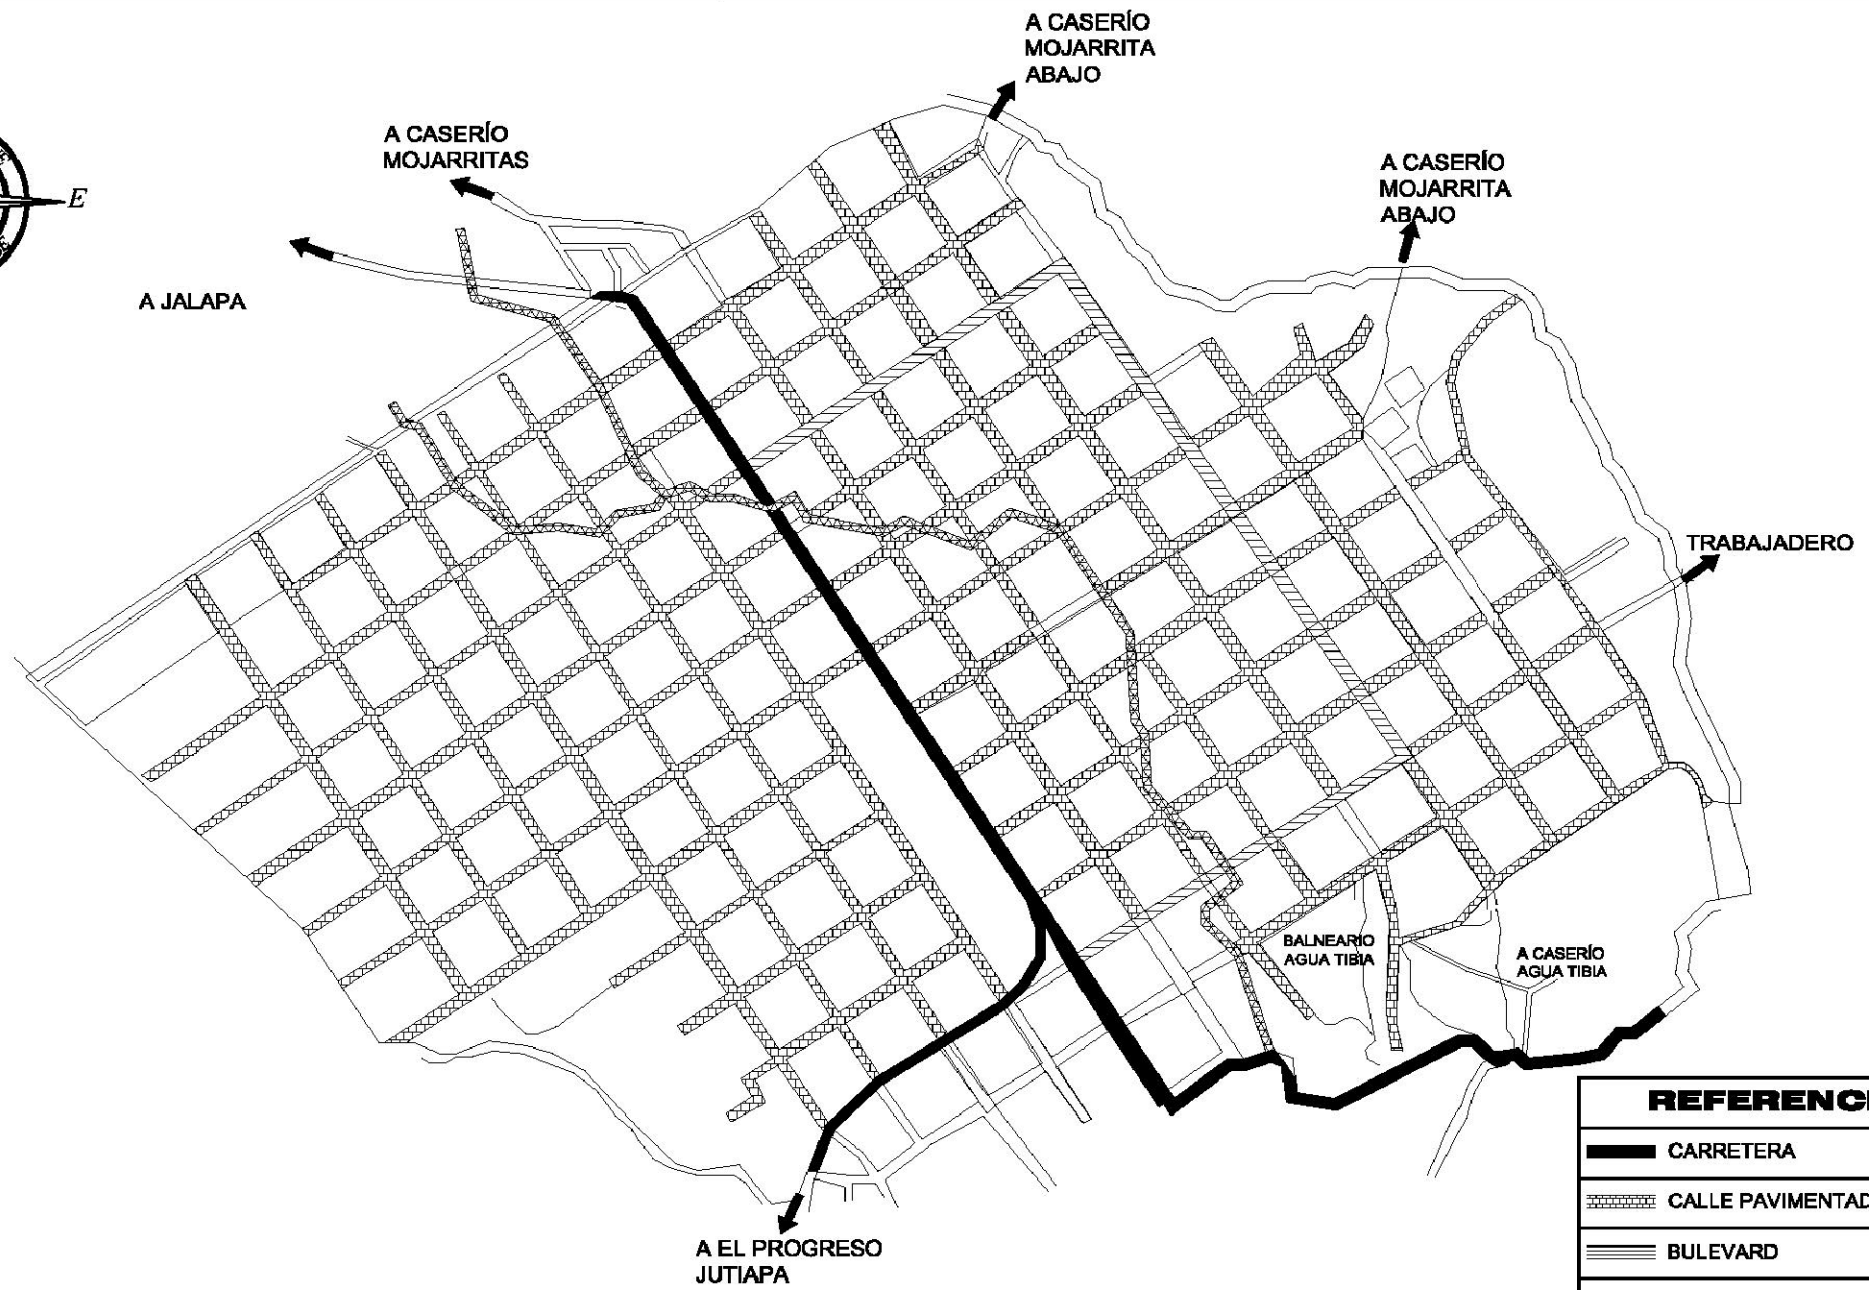 A CASERÍO
MOJARRITA
ABAJO
A CASERÍO
MOJARRITAS
A CASERÍO
MOJARRITA
ABAJO
E
A JALAPA
TRABAJADERO
BALNEARIO
AGUA TIBIA
A CASERÍO
AGUA TIBIA
A EL PROGRESO
JUTIAPA
REFERENCI
CARRETERA
CALLE PAVIMENTAD
BULEVARD